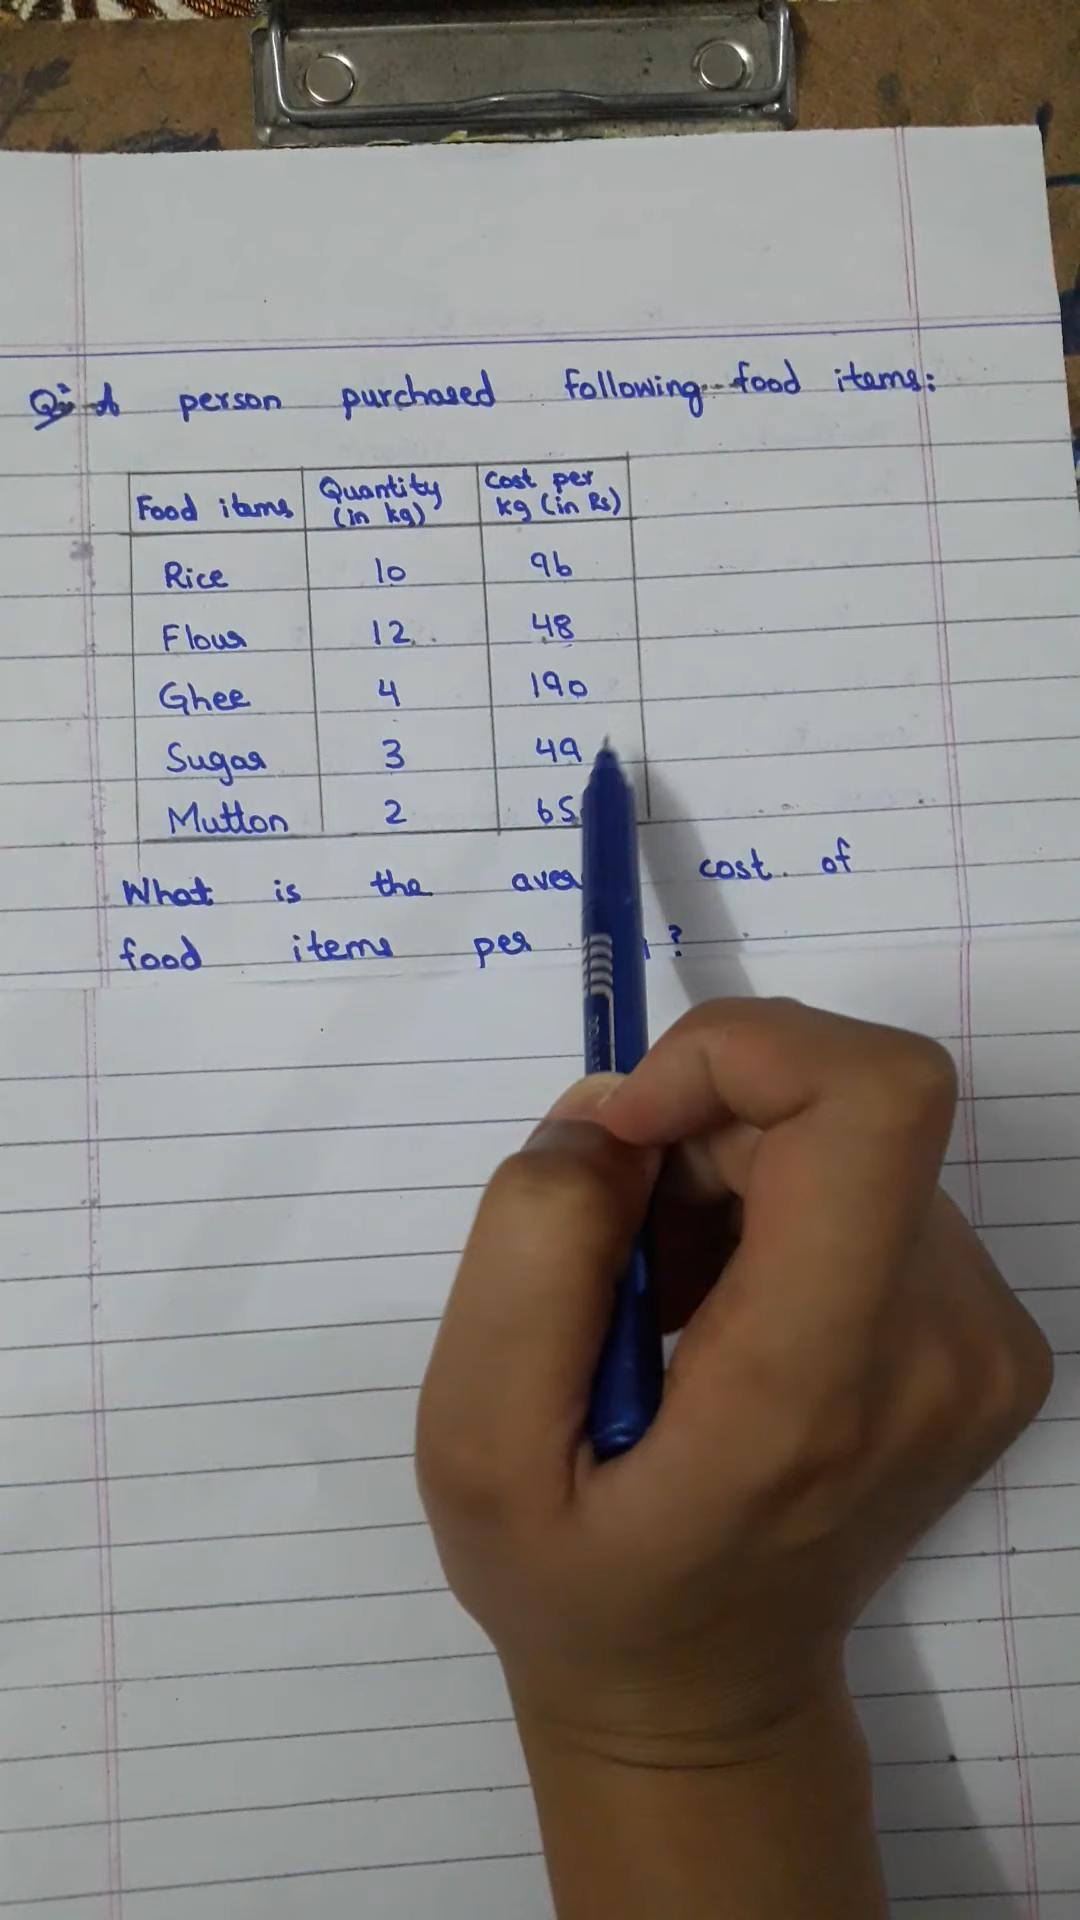 Q:- A person purchased following food items:
Food items Quantity (in kg) Cost per kg (in Rs)
Rice 10 96
Flour 12 48
Ghee 4 190
Sugar 3 49
Mutton 2
What is the cost of
food items per ?